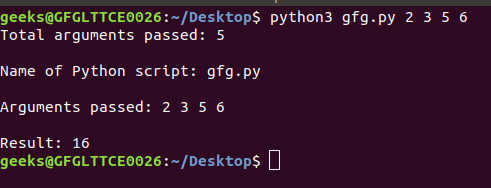 geeks@GFGLTTCE0026:~/Desktop$ python3 gfg.py 2 3 5 6
Total arguments passed: 5
Name of Python script: gfg.py
Arguments passed: 2 3 5 6
Result: 16
geeks@GFGLTTCE0026:~/Desktop$